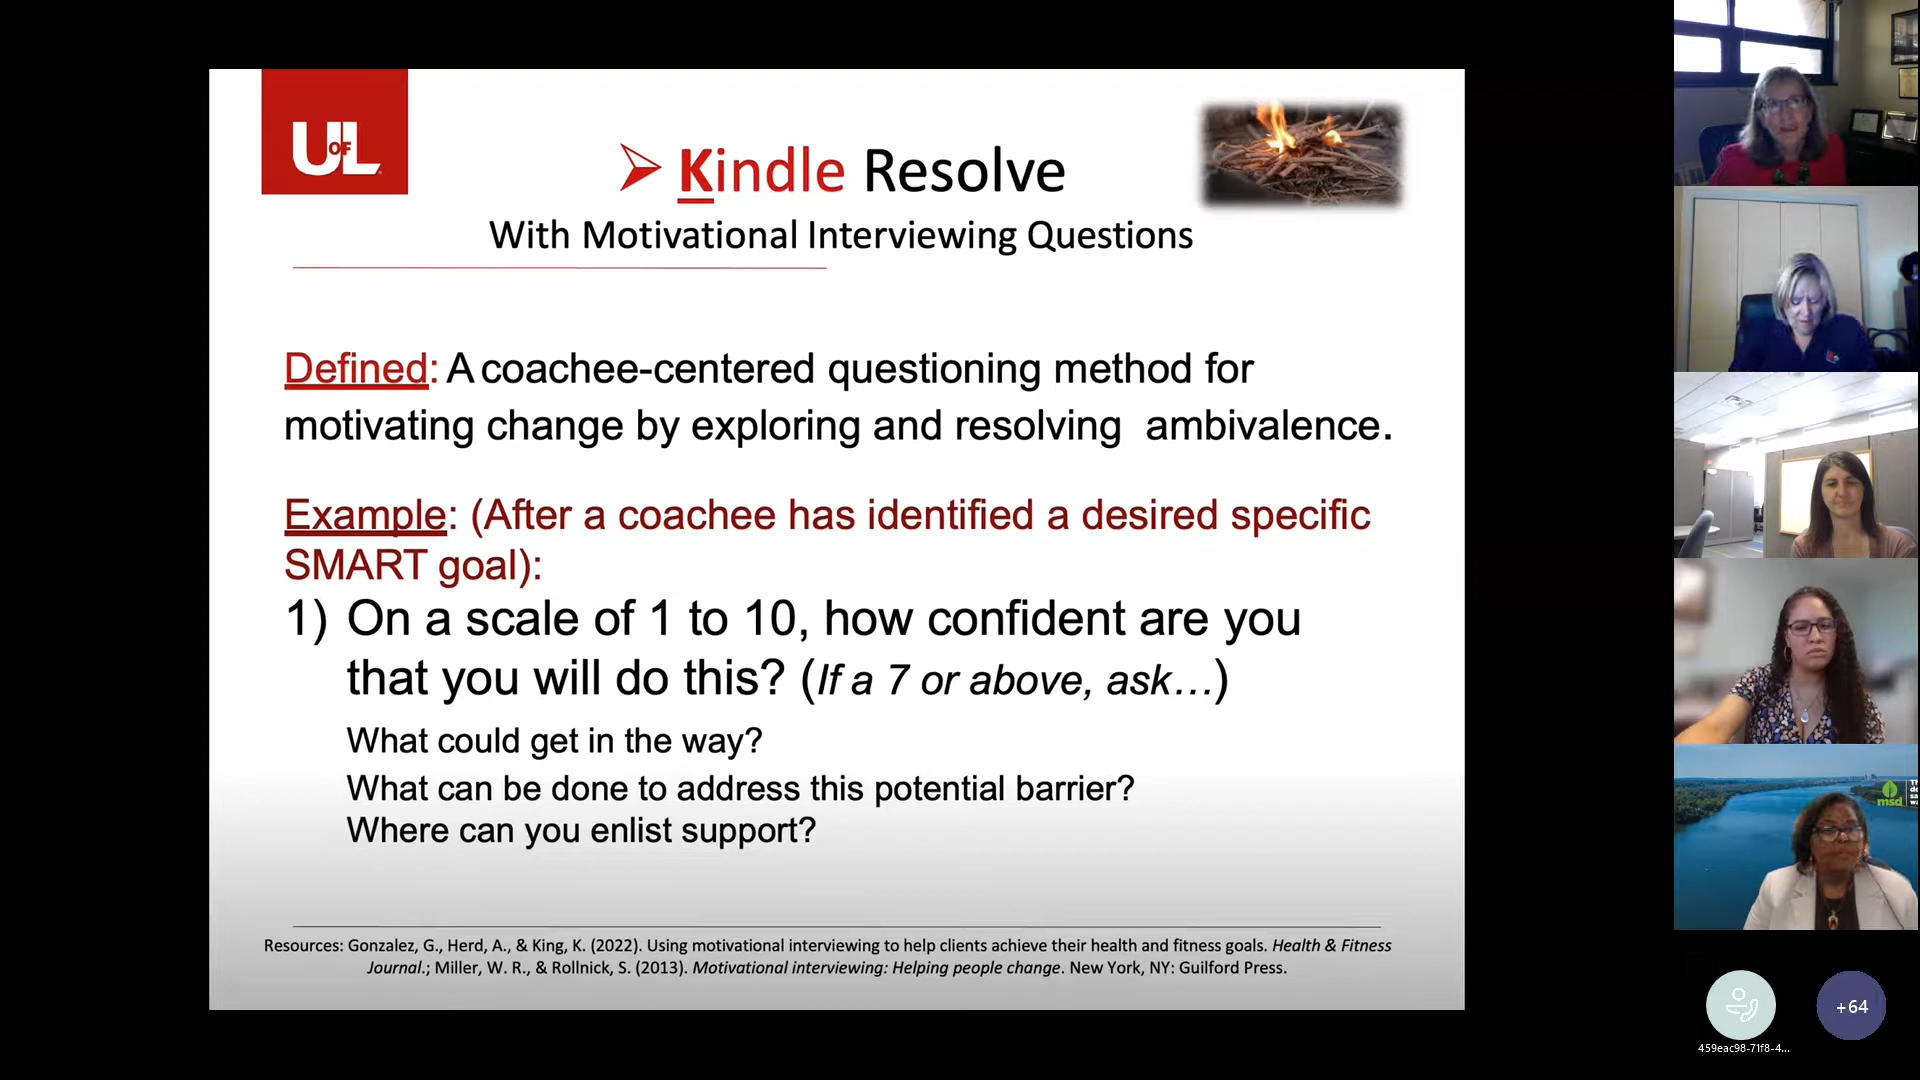 UofL
➢ Kindle Resolve
With Motivational Interviewing Questions
Defined: A coachee-centered questioning method for
motivating change by exploring and resolving ambivalence.
Example: (After a coachee has identified a desired specific
SMART goal):
1) On a scale of 1 to 10, how confident are you
that you will do this? (If a 7 or above, ask…)
What could get in the way?
What can be done to address this potential barrier?
Where can you enlist support?
Resources: Gonzalez, G., Herd, A., & King, K. (2022). Using motivational interviewing to help clients achieve their health and fitness goals. Health & Fitness
Journal.; Miller, W. R., & Rollnick, S. (2013). Motivational interviewing: Helping people change. New York, NY: Guilford Press.
msd
+64
459eac98-71f8-4...